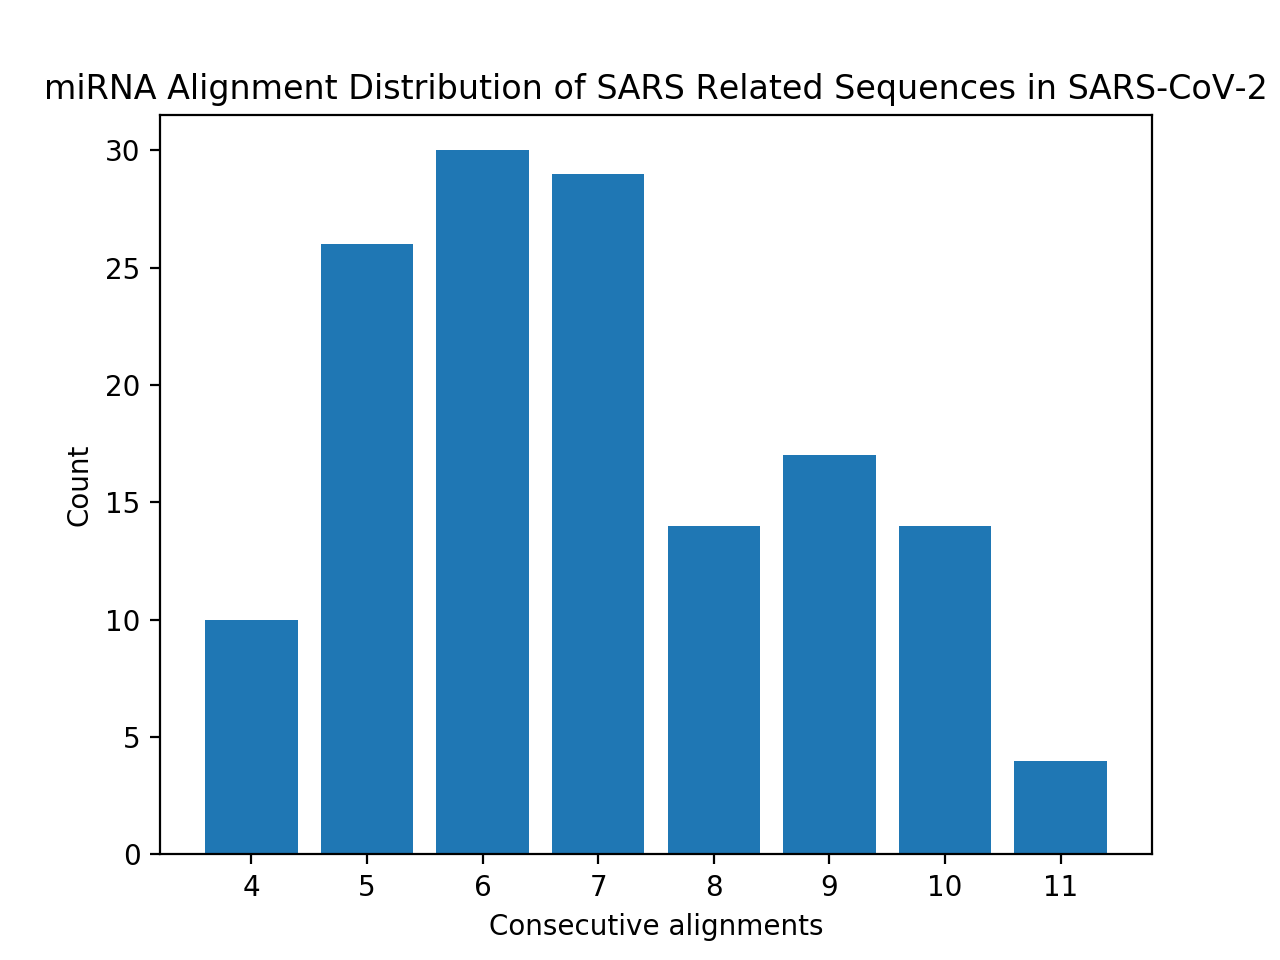 miRNA Alignment Distribution of SARS Related Sequences in SARS-CoV-2
30
25
20
15
10
5
0
Count
4 5 6 7 8 9 10 11
Consecutive alignments